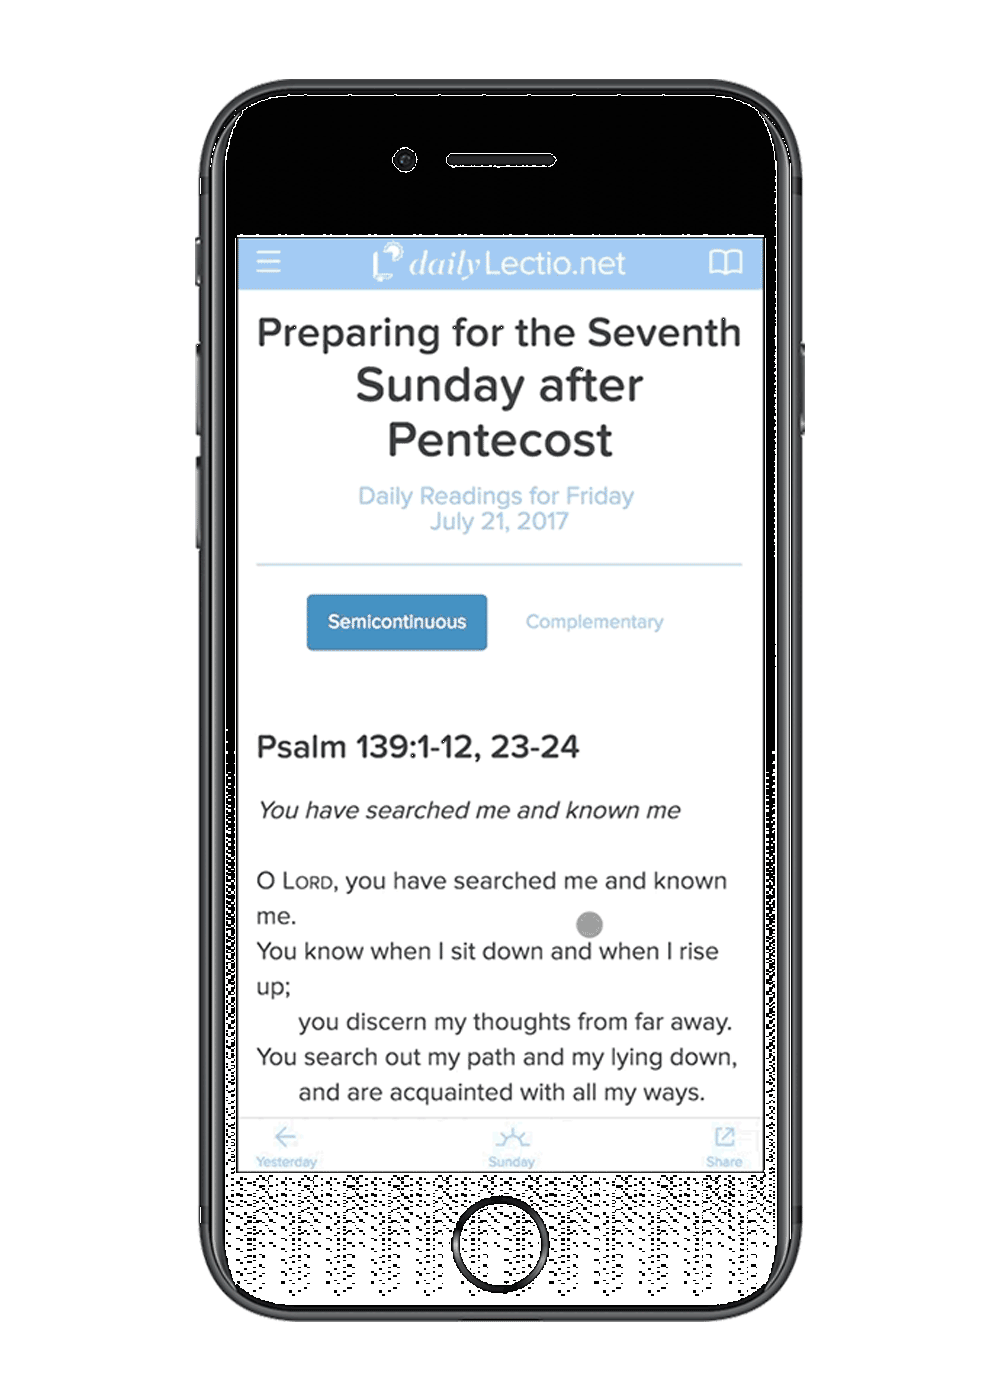 daily Lectio.net
Preparing for the Seventh
Sunday after
Pentecost
Daily Readings for Friday
July 21, 2017
Semicontinuous Complementary
Psalm 139:1-12, 23-24
You have searched me and known me
O LORD, you have searched me and known
me.
You know when I sit down and when I rise
up;
you discern my thoughts from far away.
You search out my path and my lying down,
and are acquainted with all my ways.
Yesterday Sunday Share